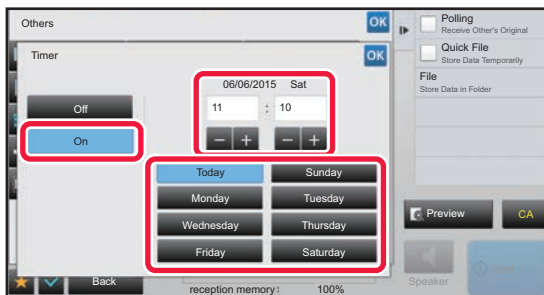 Others
OK
Timer
OK
06/06/2015 Sat
11 : 10
Off
On
− + − +
Today Sunday
Monday Tuesday
Wednesday Thursday
Friday Saturday
Back
reception memory: 100%
Polling
Receive Other's Original
Quick File
Store Data Temporarily
File
Store Data in Folder
Preview
CA
Speaker
Start